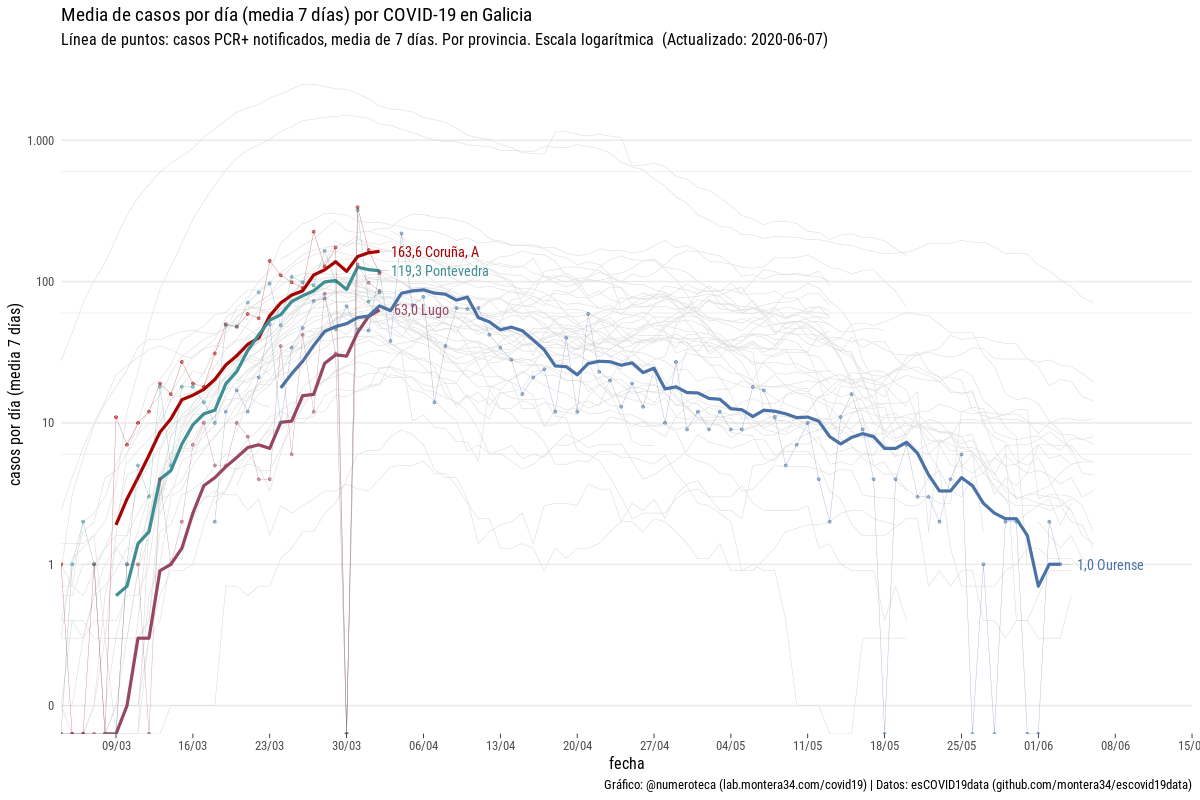 Media de casos por día (media 7 días) por COVID-19 en Galicia
Línea de puntos: casos PCR+ notificados, media de 7 días. Por provincia. Escala logarítmica  (Actualizado: 2020-06-07)
casos por día (media 7 días)
1.000
100
10
1
0
163,6 Coruña, A
119,3 Pontevedra
63,0 Lugo
1,0 Ourense
09/03 16/03 23/03 30/03 06/04 13/04 20/04 27/04 04/05 11/05 18/05 25/05 01/06 08/06 15/0
fecha
Gráfico: @numeroteca (lab.montera34.com/covid19) | Datos: esCOVID19data (github.com/montera34/escovid19data)